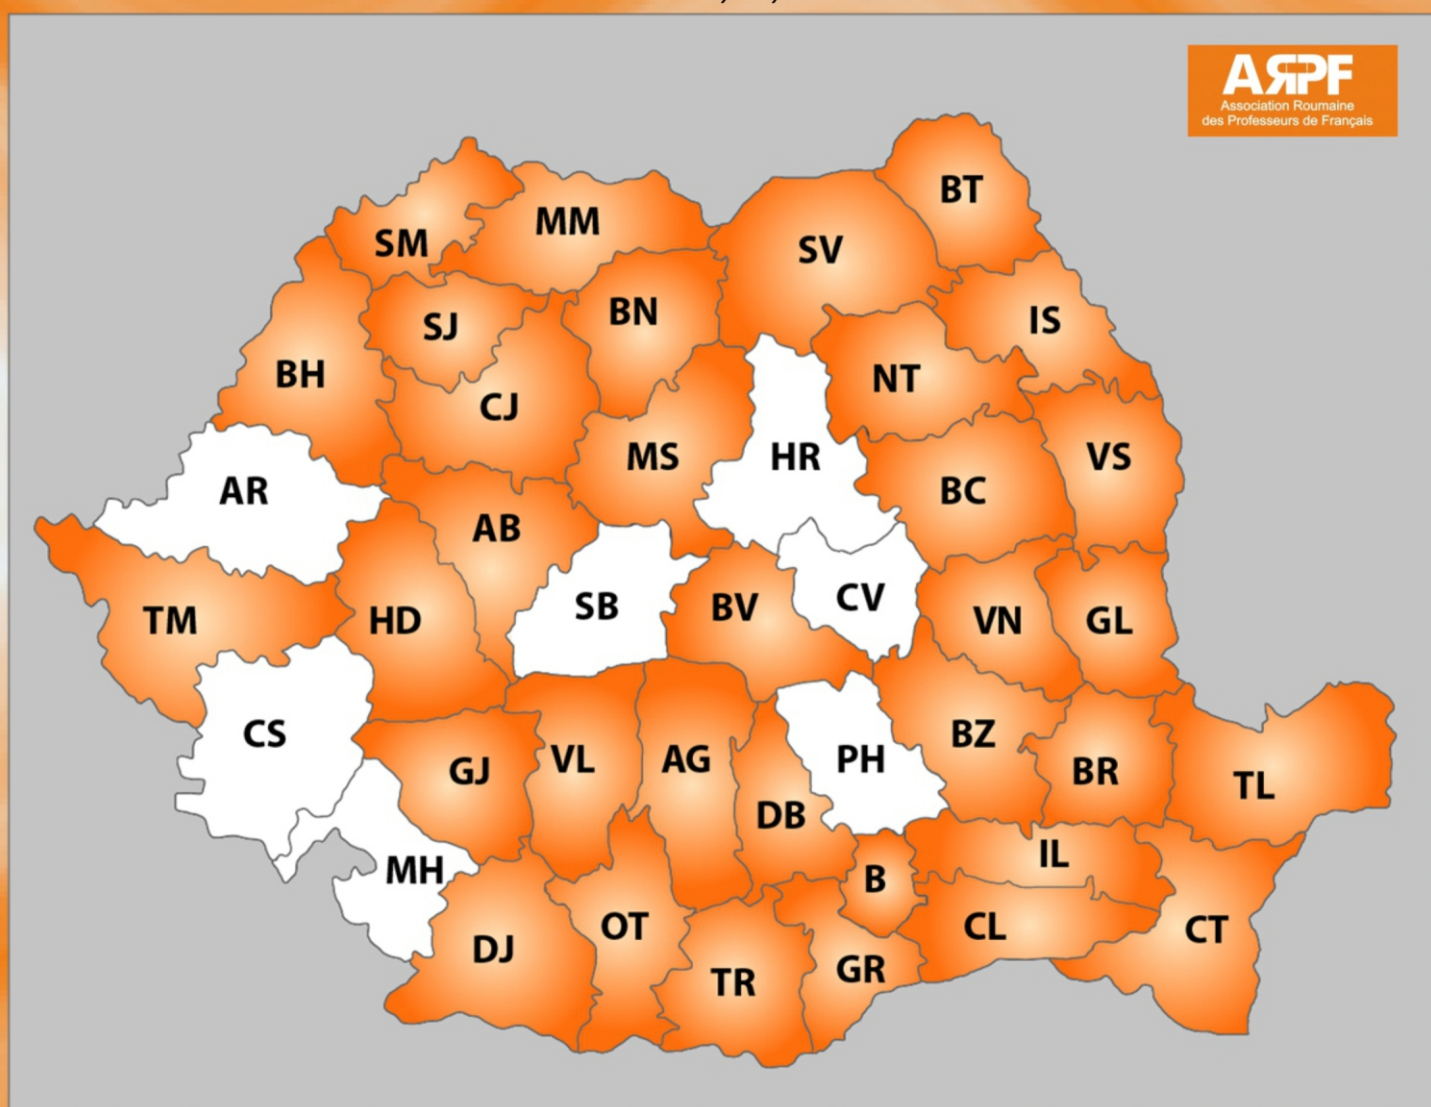 ARPF
Association Roumaine
des Professeurs de Français
BT
MM
SM
SV
BN
IS
SJ
BH
NT
CJ
MS
HR
VS
AR
BC
AB
SB
CV
BV
TM
HD
VN
GL
CS
BZ
VL
AG
PH
GJ
BR
TL
DB
IL
MH
B
OT
CL
CT
DJ
GR
TR